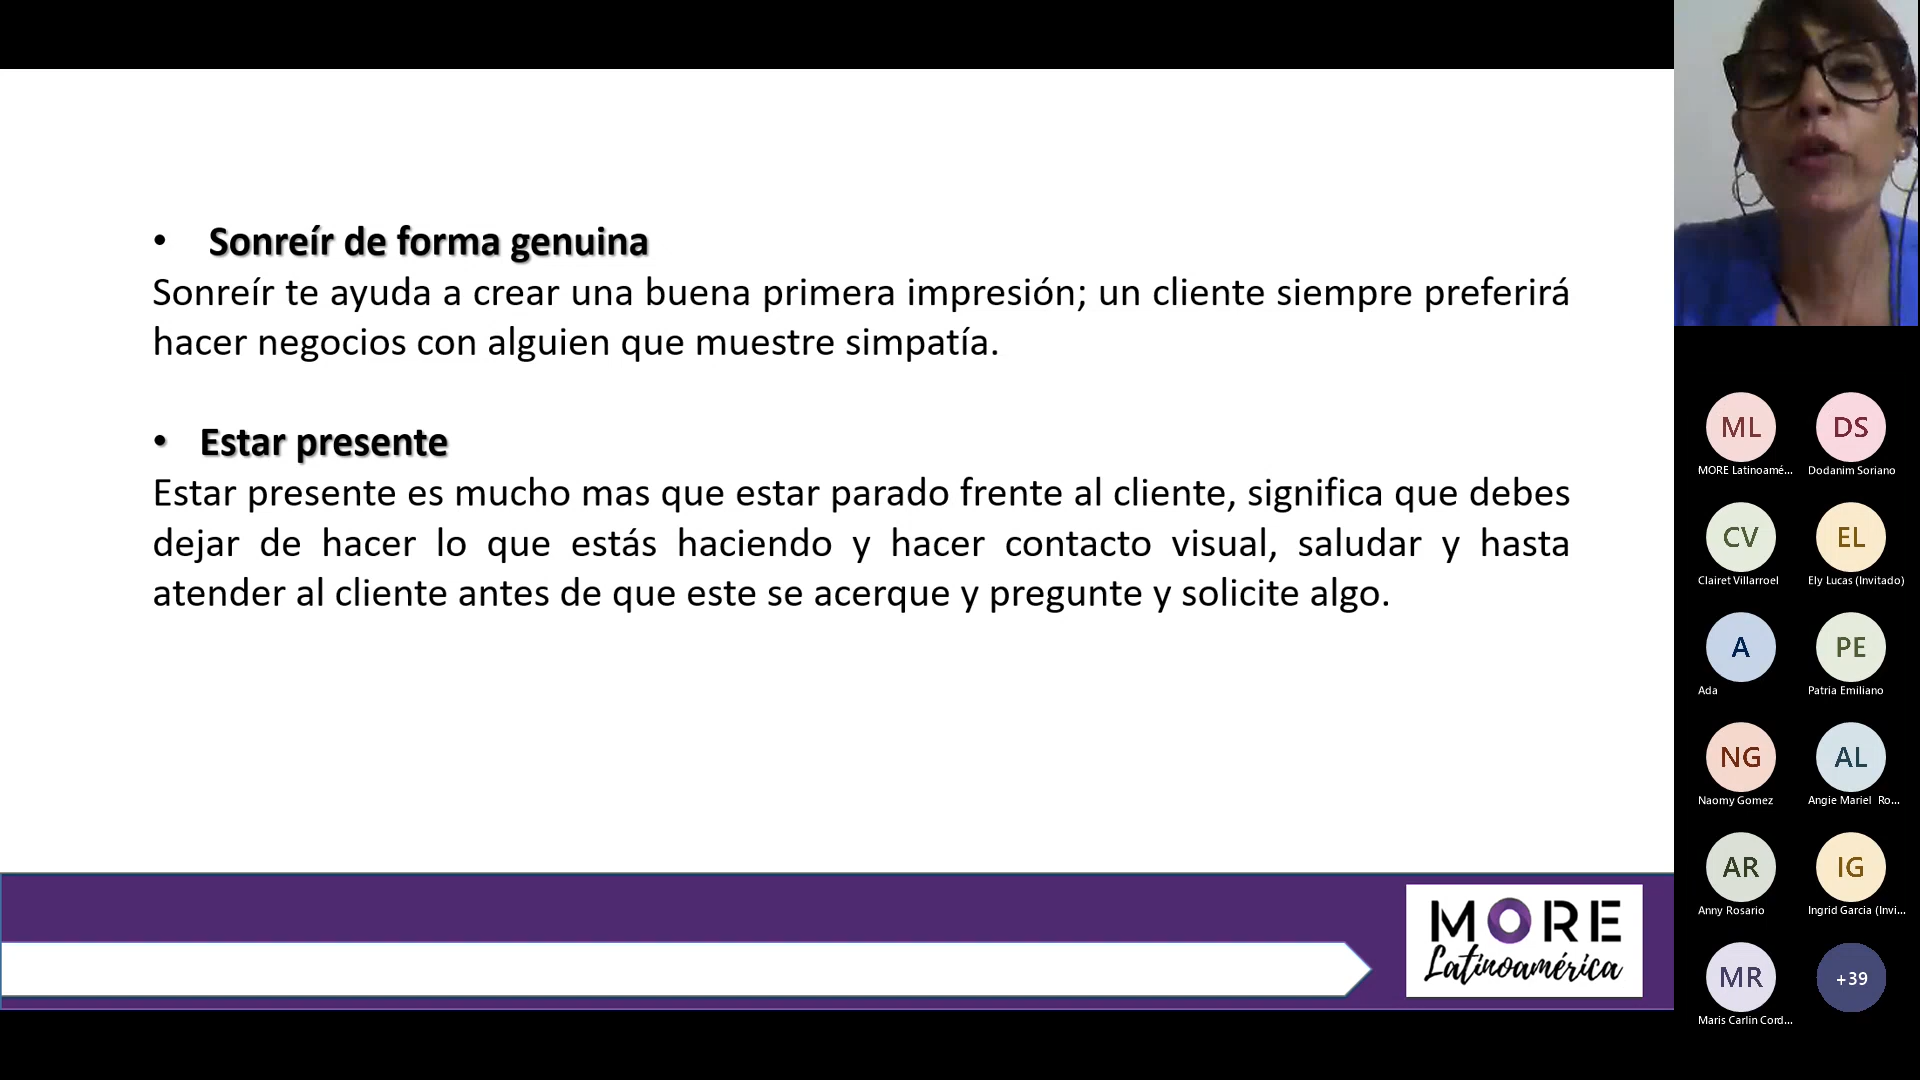 • Sonreír de forma genuina
Sonreír te ayuda a crear una buena primera impresión; un cliente siempre preferirá
hacer negocios con alguien que muestre simpatía.
• Estar presente
Estar presente es mucho mas que estar parado frente al cliente, significa que debes
dejar de hacer lo que estás haciendo y hacer contacto visual, saludar y hasta
atender al cliente antes de que este se acerque y pregunte y solicite algo.
MORE
Latinoamérica
ML
MORE Latinoamé...
DS
Dodanim Soriano
CV
Clairet Villarroel
EL
Ely Lucas (Invitado)
A
Ada
PE
Patria Emiliano
NG
Naomy Gomez
AL
Angie Mariel Ro...
AR
Anny Rosario
IG
Ingrid Garcia (Invi...
MR
Maris Carlin Cord...
+39